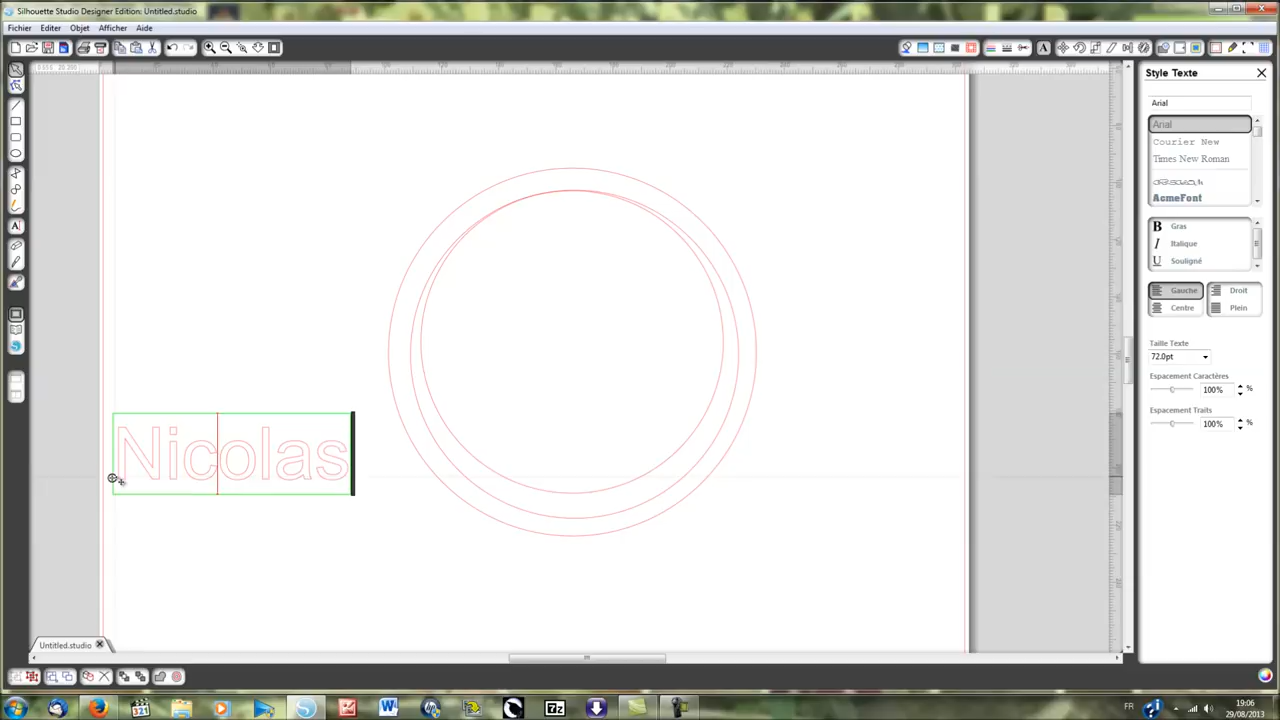 Silhouette Studio Designer Edition: Untitled.studio
Fichier Editer Objet Afficher Aide
Style Texte
Arial
Arial
Courier New
Times New Roman
AcmeFont
B Gras
I Italique
U Souligné
Gauche Droit
Centre Plein
Taille Texte
72.0pt
Espacement Caractères
100% %
Espacement Traits
100% %
Nicolas
Untitled.studio
FR 19:06
29/08/2013